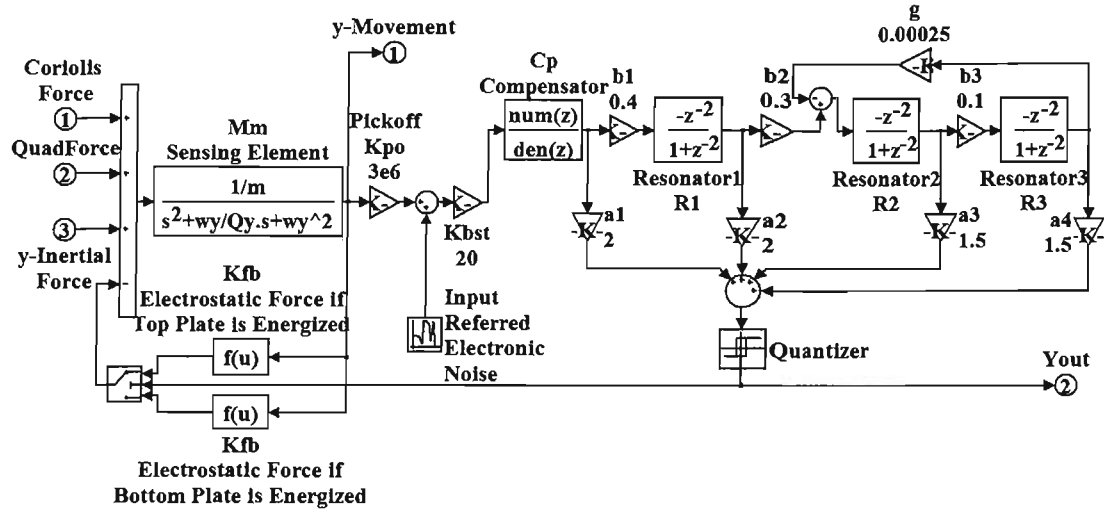 y-Movement
1
g
0.00025
-K
Coriolis
Force
1
QuadForce
2
3
y-Inertial
Force
Mm
Sensing Element
1/m
s²+wy/Qy.s+wy^2
Pickoff
Kpo
3e6
Kbst
20
Cp
Compensator
num(z)
den(z)
b1
0.4
-z⁻²
1+z⁻²
Resonator1
R1
b2
0.3
-z⁻²
1+z⁻²
Resonator2
R2
b3
0.1
-z⁻²
1+z⁻²
Resonator3
R3
a1
-K-
2
a2
-K-
2
a3
-K-
1.5
a4
-K-
1.5
Kfb
Electrostatic Force if
Top Plate is Energized
f(u)
f(u)
Kfb
Electrostatic Force if
Bottom Plate is Energized
Input
Referred
Electronic
Noise
Quantizer
Yout
2